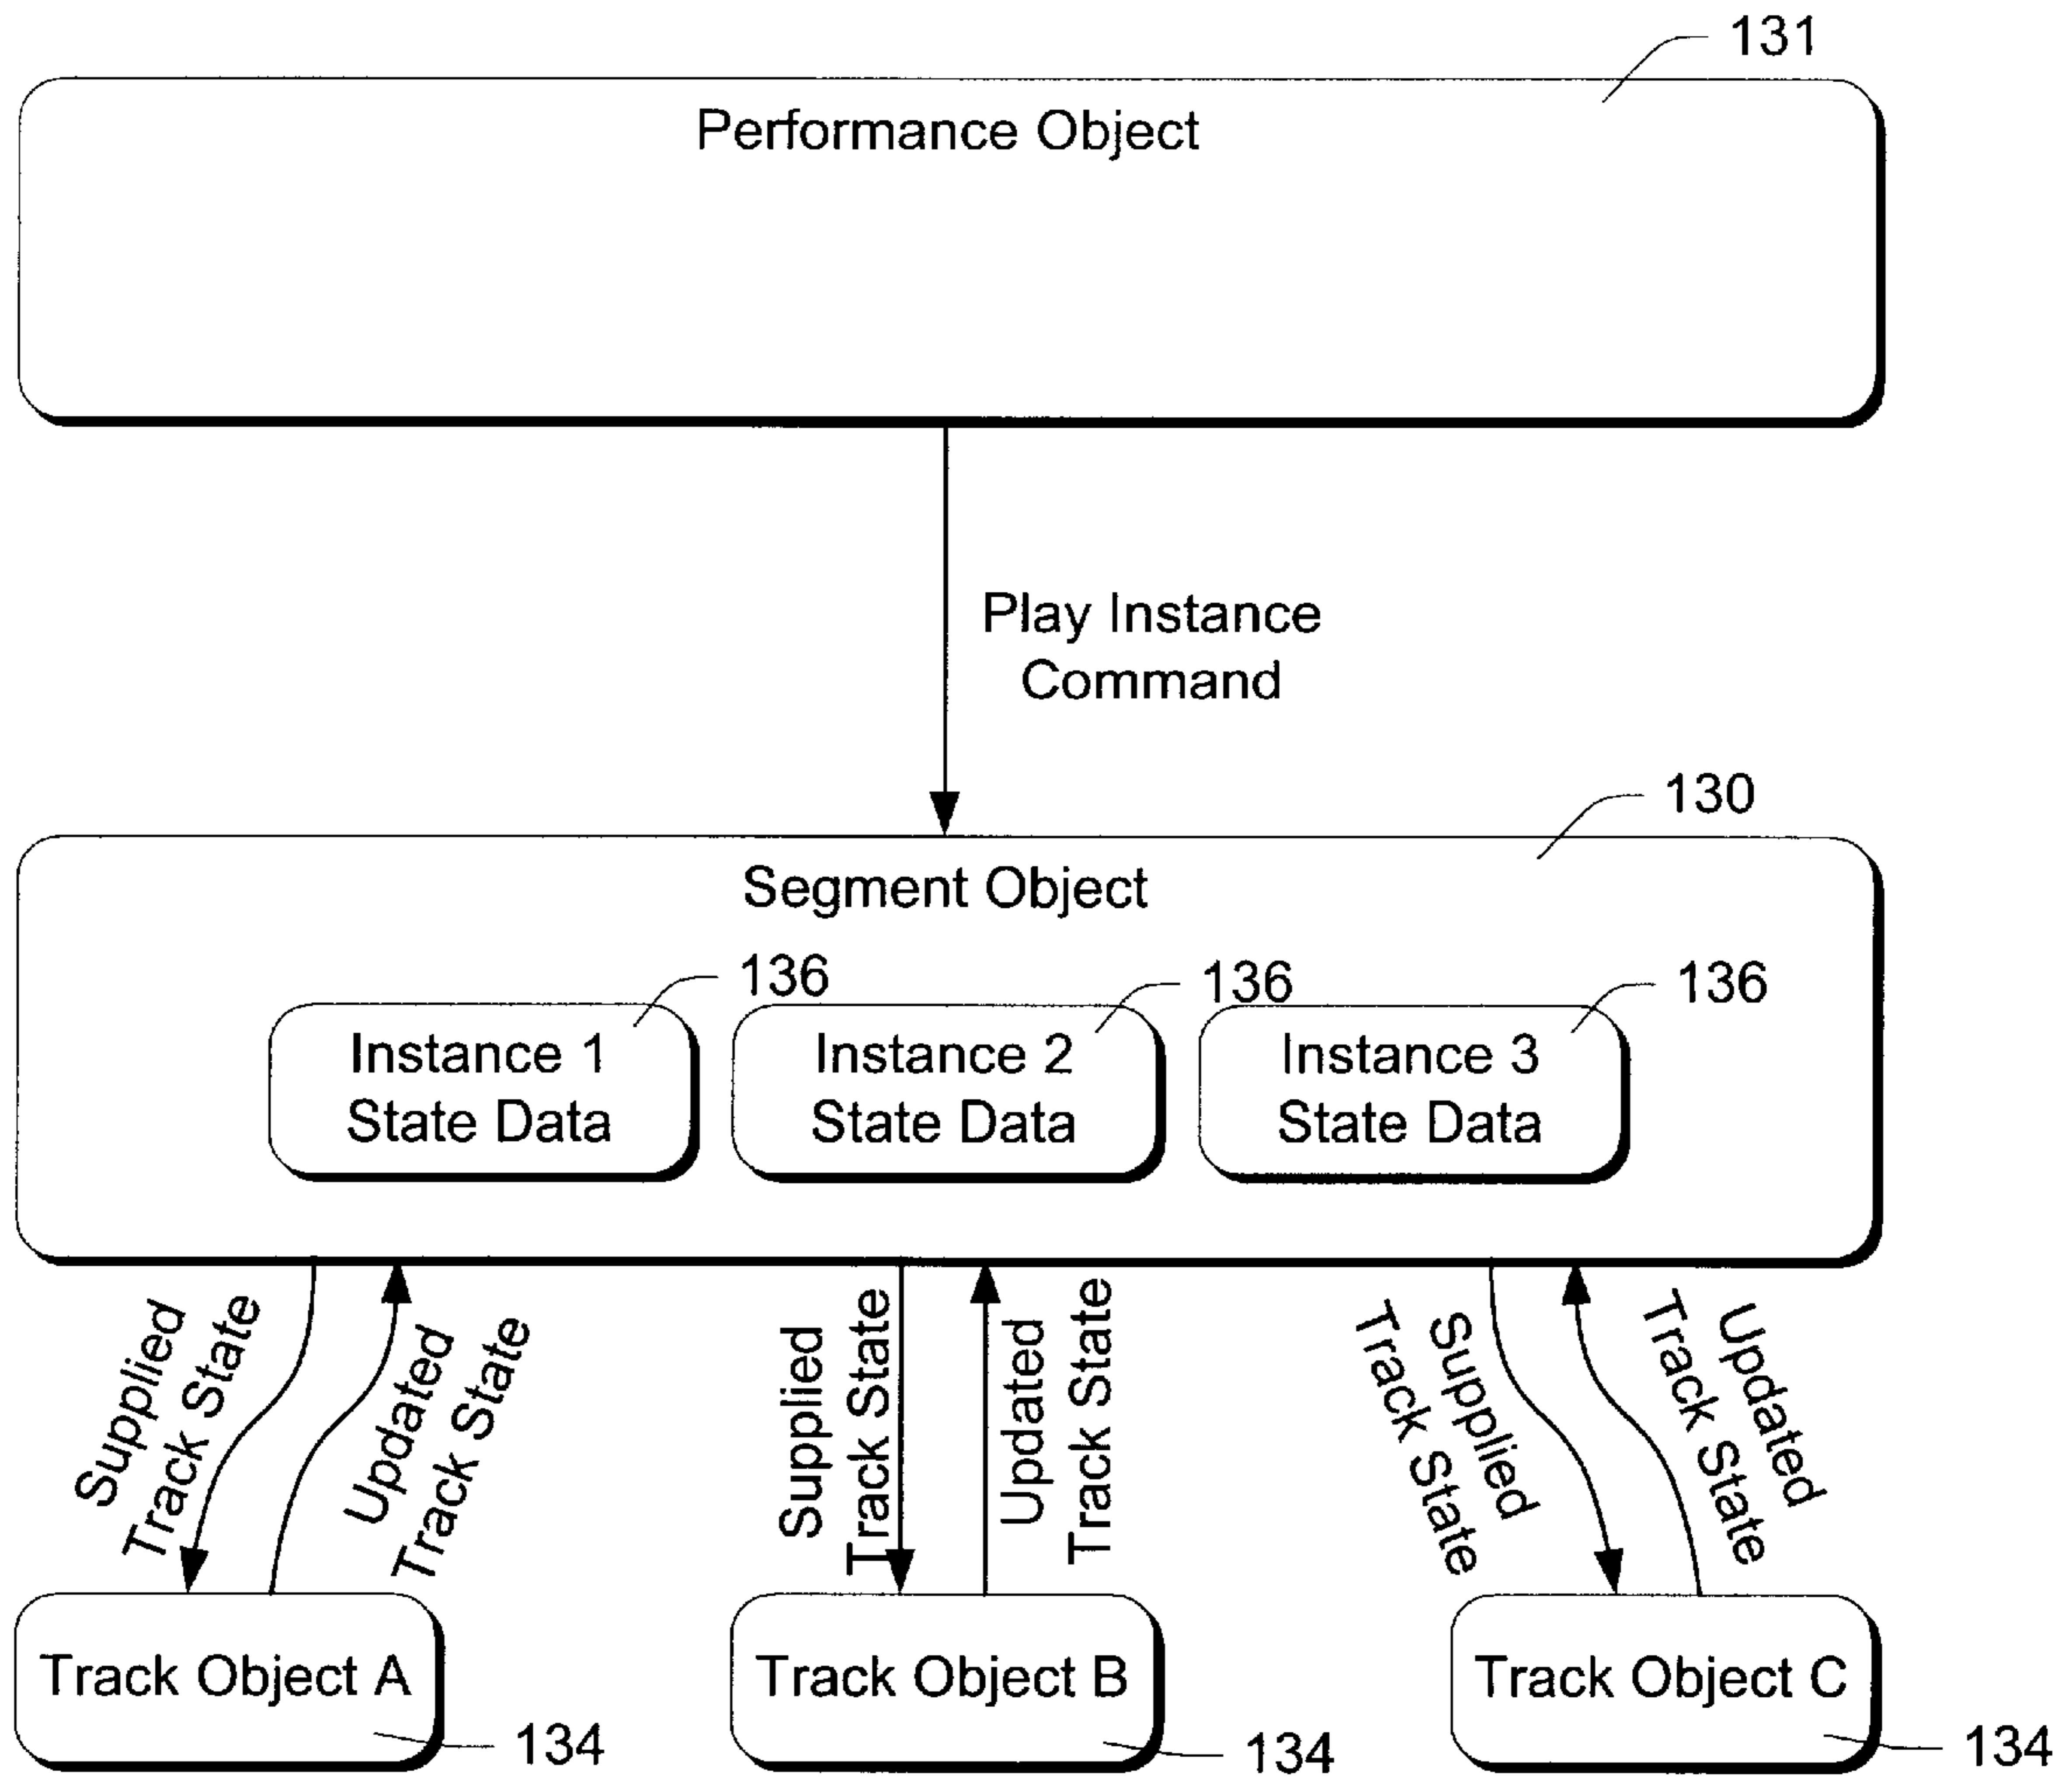 131
Performance Object
Play Instance
Command
130
Segment Object
136
136
136
Instance 1
State Data
Instance 2
State Data
Instance 3
State Data
Supplied
Track State
Updated
Track State
Supplied
Track State
Updated
Track State
Supplied
Track State
Updated
Track State
Track Object A
134
Track Object B
134
Track Object C
134